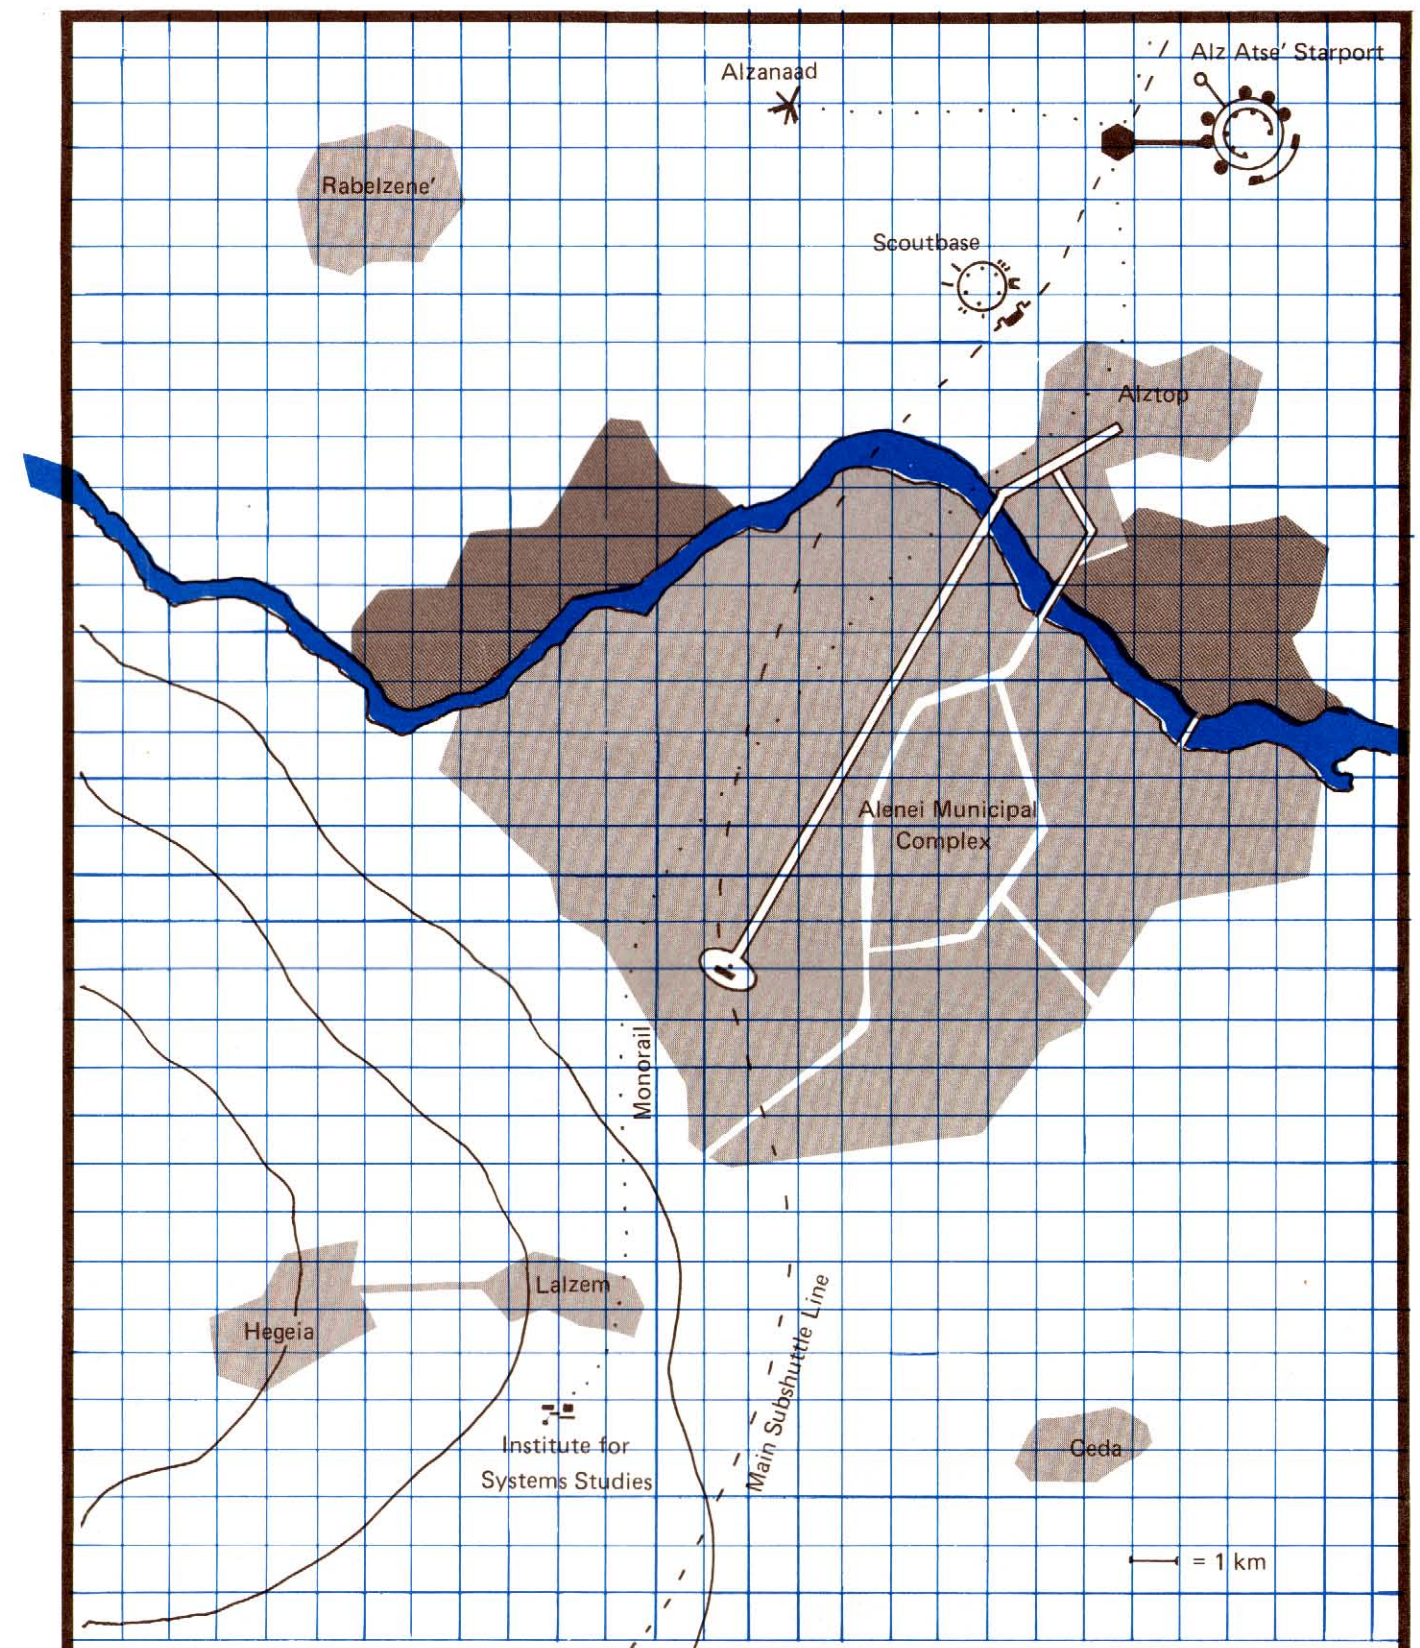 Alzanaad
Alz Atse' Starport
Rabelzene'
Scoutbase
Alztop
Alenei Municipal
Complex
Monorail
Lalzem
Hegeia
Main Subshuttle Line
Institute for
Systems Studies
Ceda
= 1 km